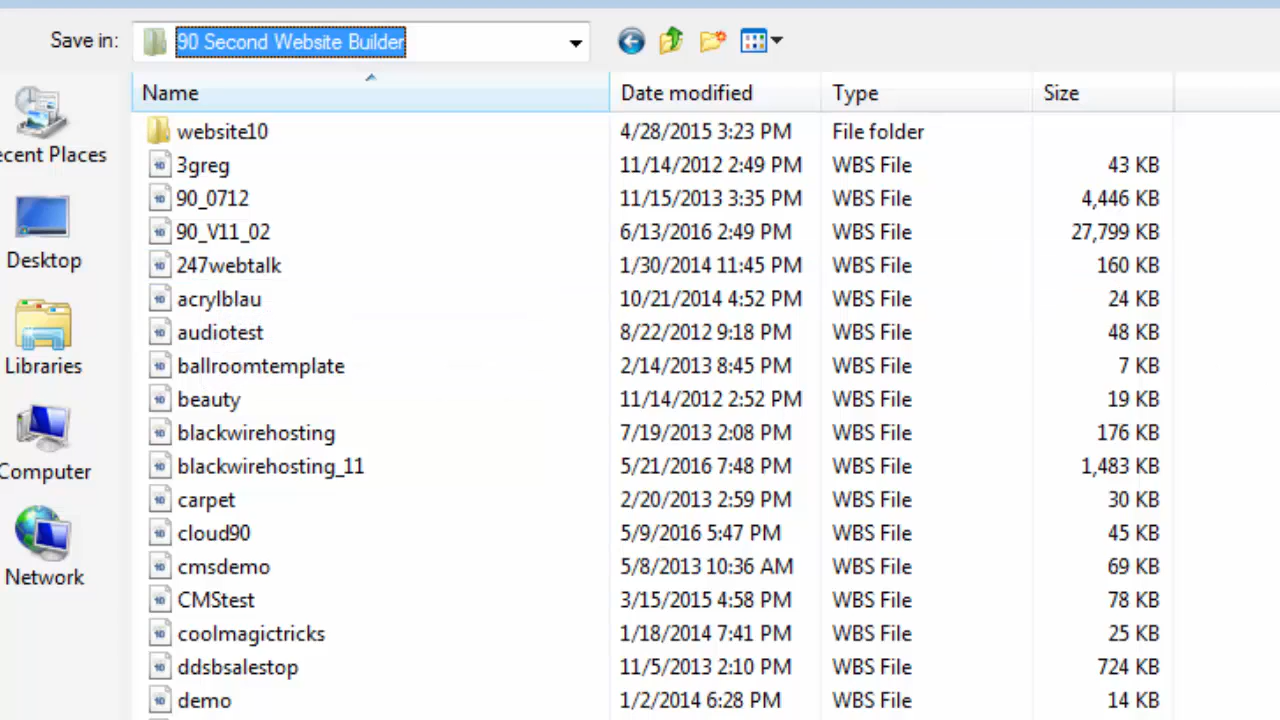 Save in: 90 Second Website Builder
Name Date modified Type Size
website10 4/28/2015 3:23 PM File folder
3greg 11/14/2012 2:49 PM WBS File 43 KB
90_0712 11/15/2013 3:35 PM WBS File 4,446 KB
90_V11_02 6/13/2016 2:49 PM WBS File 27,799 KB
247webtalk 1/30/2014 11:45 PM WBS File 160 KB
acrylblau 10/21/2014 4:52 PM WBS File 24 KB
audiotest 8/22/2012 9:18 PM WBS File 48 KB
ballroomtemplate 2/14/2013 8:45 PM WBS File 7 KB
beauty 11/14/2012 2:52 PM WBS File 19 KB
blackwirehosting 7/19/2013 2:08 PM WBS File 176 KB
blackwirehosting_11 5/21/2016 7:48 PM WBS File 1,483 KB
carpet 2/20/2013 2:59 PM WBS File 30 KB
cloud90 5/9/2016 5:47 PM WBS File 45 KB
cmsdemo 5/8/2013 10:36 AM WBS File 69 KB
CMStest 3/15/2015 4:58 PM WBS File 78 KB
coolmagictricks 1/18/2014 7:41 PM WBS File 25 KB
ddsbsalestop 11/5/2013 2:10 PM WBS File 724 KB
demo 1/2/2014 6:28 PM WBS File 14 KB
ecent Places
Desktop
Libraries
Computer
Network